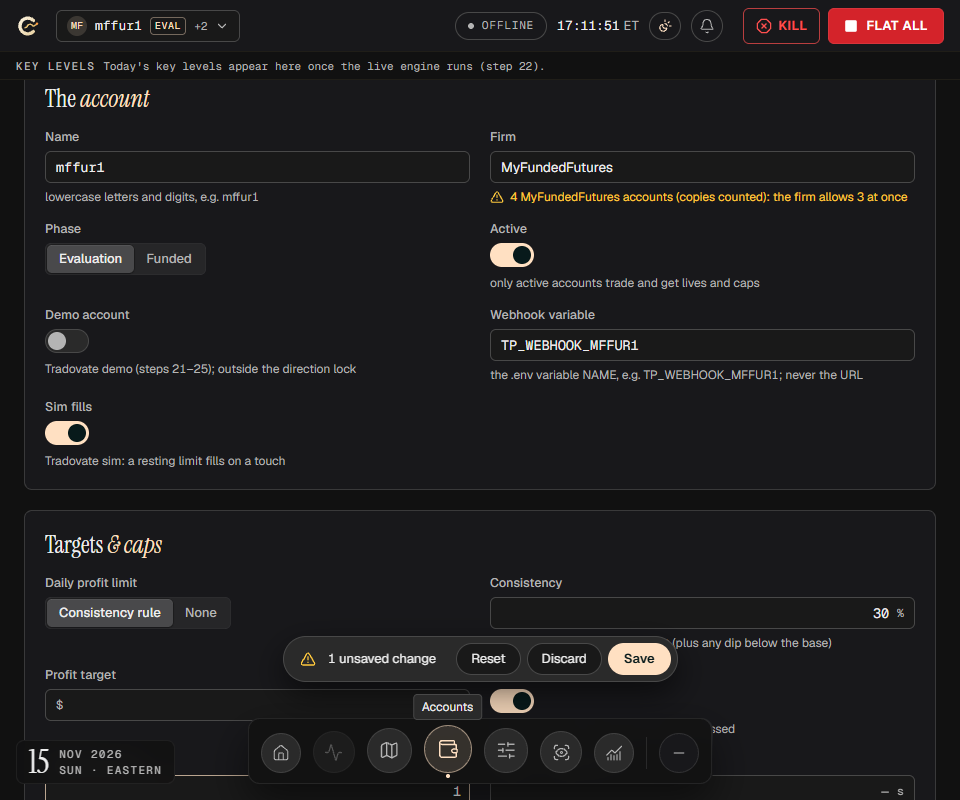 MF mffur1 EVAL +2
OFFLINE 17:11:51 ET KILL FLAT ALL
KEY LEVELS Today's key levels appear here once the live engine runs (step 22).
The account
Name
mffur1
lowercase letters and digits, e.g. mffur1
Firm
MyFundedFutures
4 MyFundedFutures accounts (copies counted): the firm allows 3 at once
Phase
Evaluation Funded
Active
only active accounts trade and get lives and caps
Demo account
Tradovate demo (steps 21–25); outside the direction lock
Webhook variable
TP_WEBHOOK_MFFUR1
the .env variable NAME, e.g. TP_WEBHOOK_MFFUR1; never the URL
Sim fills
Tradovate sim: a resting limit fills on a touch
Targets & caps
Daily profit limit
Consistency rule None
Consistency
30 %
(plus any dip below the base)
1 unsaved change Reset Discard Save
Profit target
$
Accounts
15 NOV 2026
SUN · EASTERN
1
– s